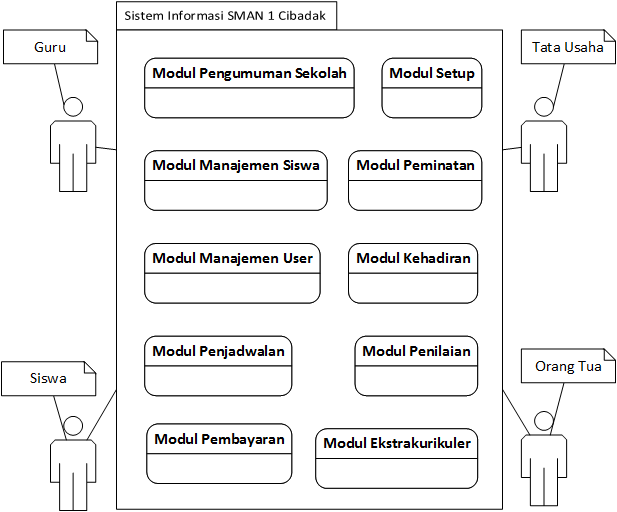 Sistem Informasi SMAN 1 Cibadak
Guru
Tata Usaha
Modul Pengumuman Sekolah
Modul Setup
Modul Manajemen Siswa
Modul Peminatan
Modul Manajemen User
Modul Kehadiran
Modul Penjadwalan
Modul Penilaian
Siswa
Orang Tua
Modul Pembayaran
Modul Ekstrakurikuler